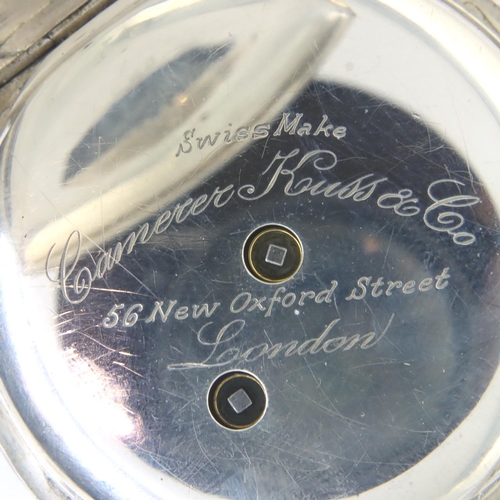 Swiss Make
Camerer Kuss & Co
56 New Oxford Street
London